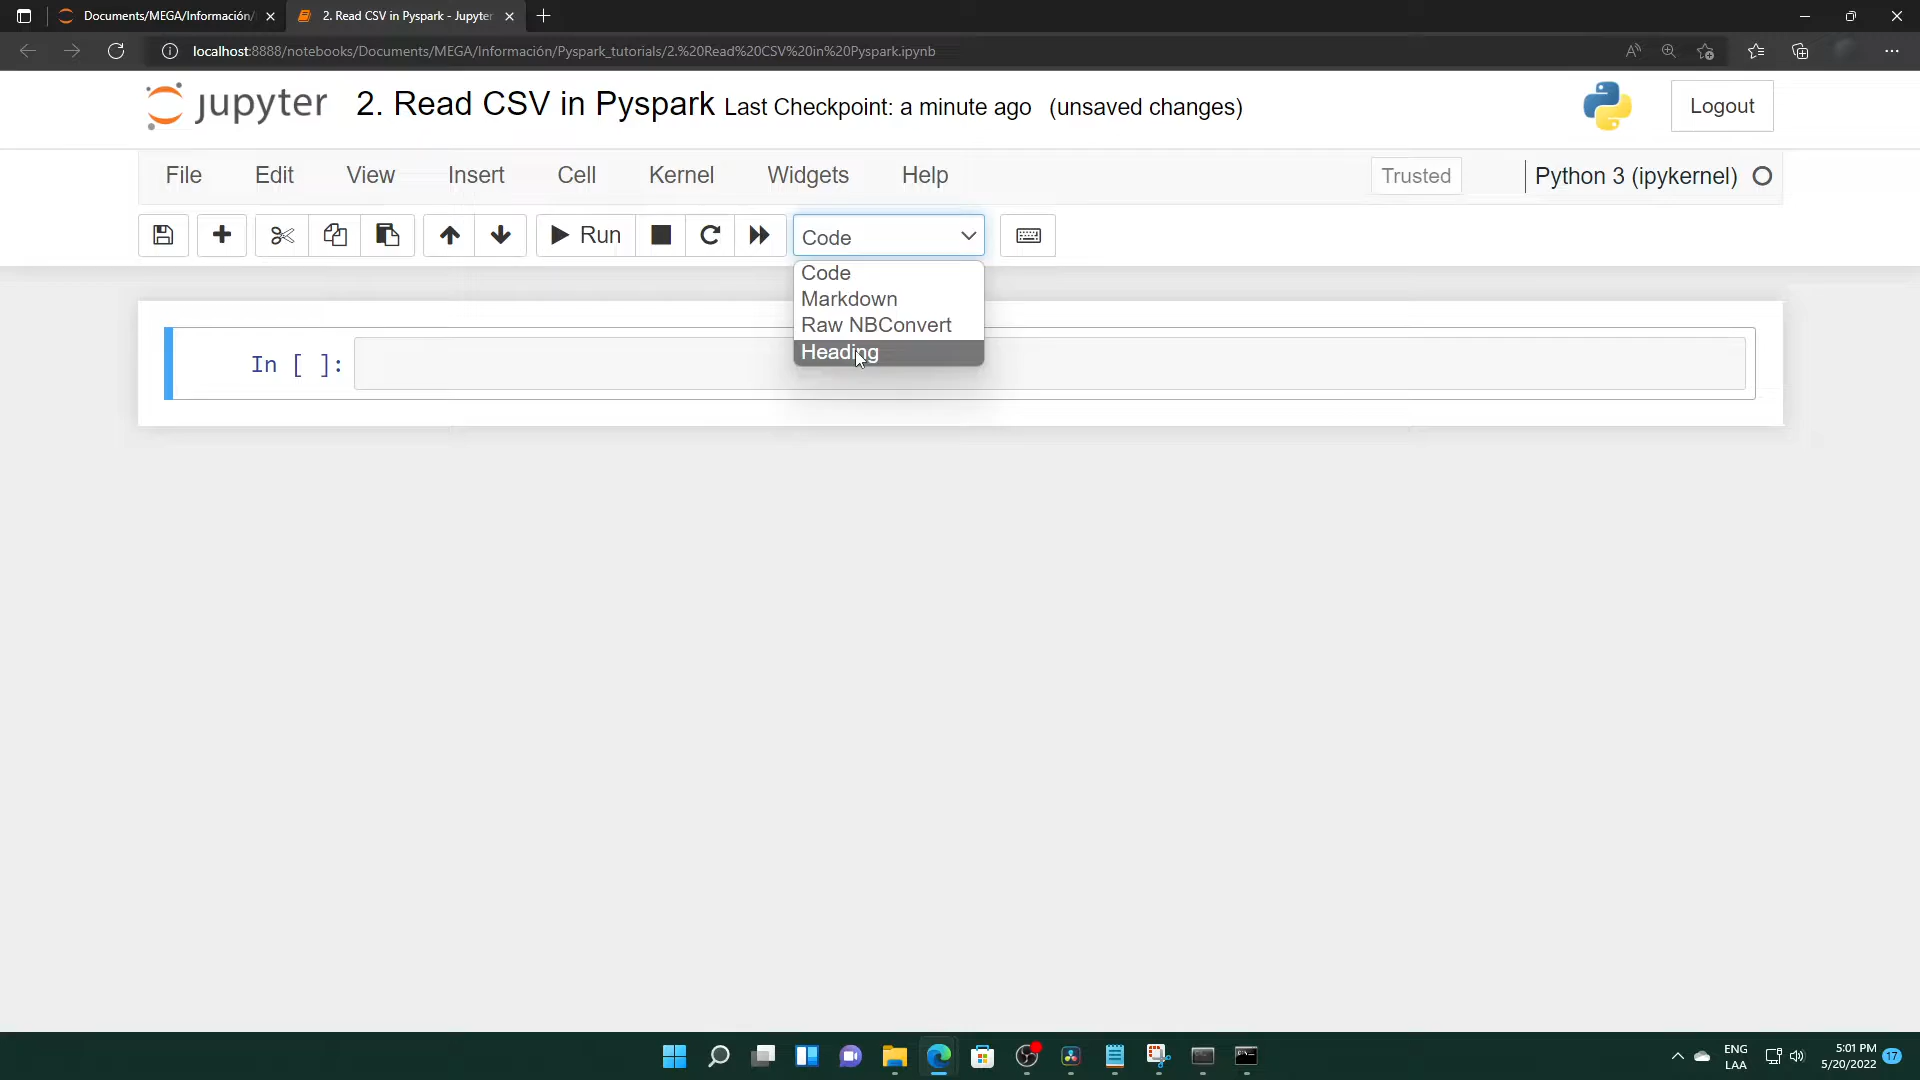 Documents/MEGA/Información/
2. Read CSV in Pyspark - Jupyter
localhost:8888/notebooks/Documents/MEGA/Información/Pyspark_tutorials/2.%20Read%20CSV%20in%20Pyspark.ipynb
jupyter 2. Read CSV in Pyspark Last Checkpoint: a minute ago (unsaved changes) Logout
File Edit View Insert Cell Kernel Widgets Help Trusted Python 3 (ipykernel)
Run Code
Code
Markdown
Raw NBConvert
Heading
In [ ]:
ENG
LAA
5:01 PM
5/20/2022
17